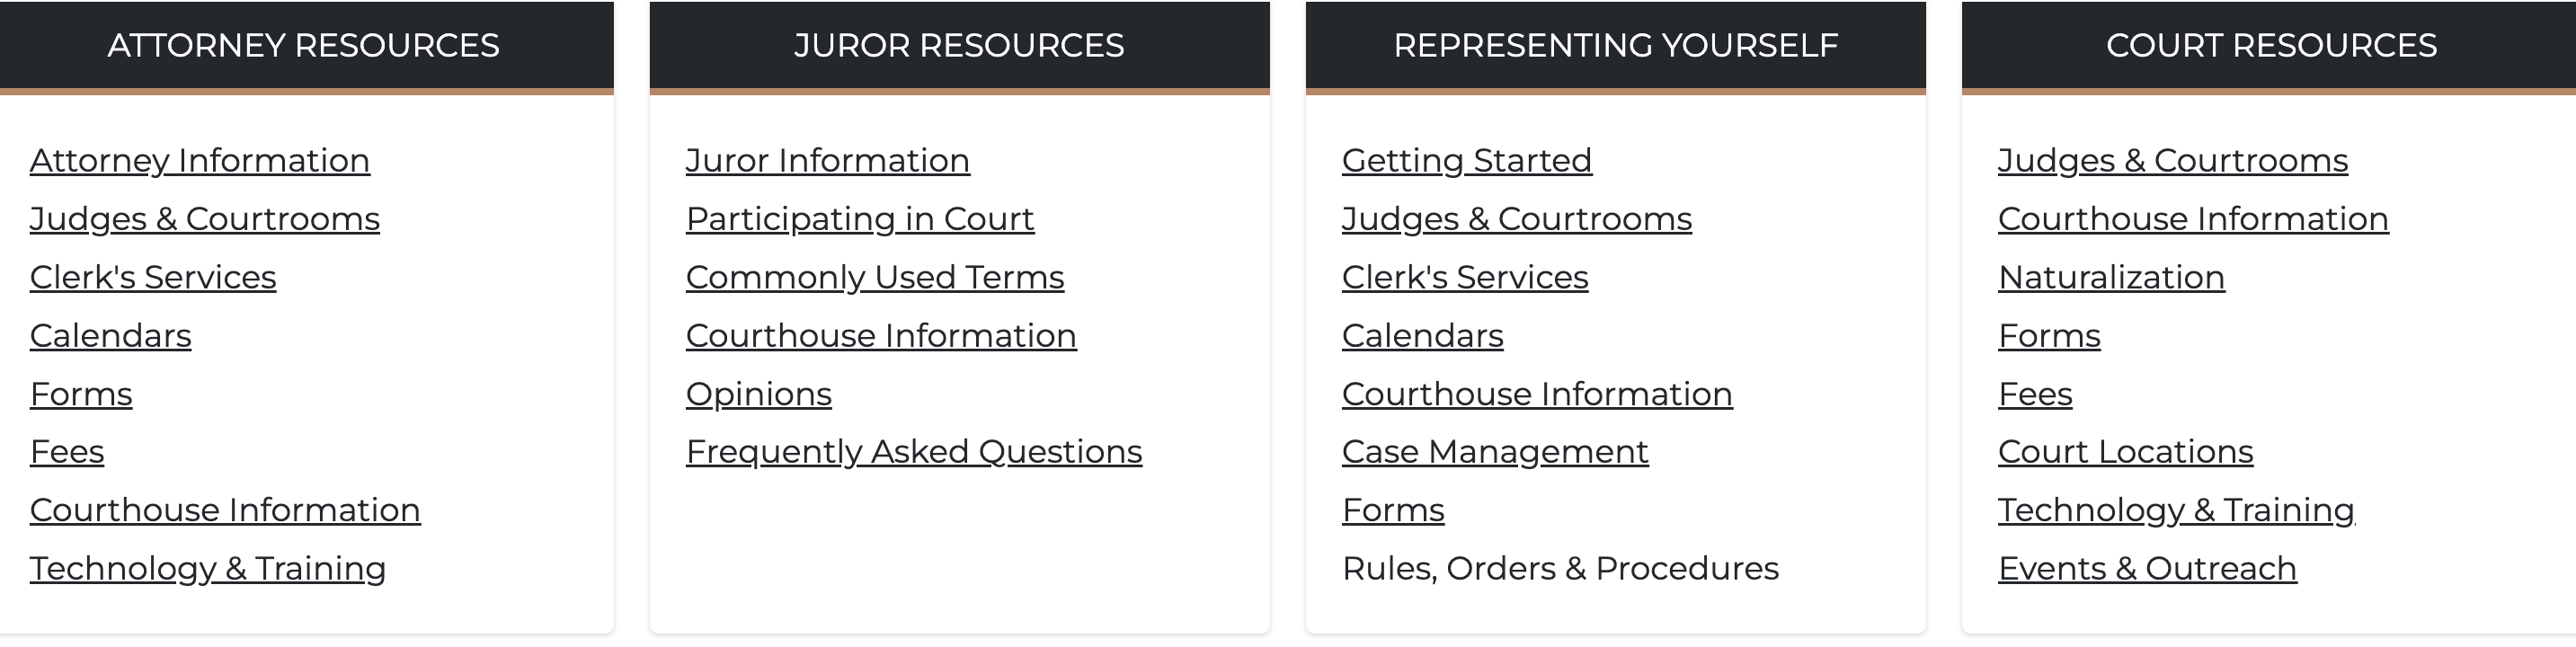 ATTORNEY RESOURCES
Attorney Information
Judges & Courtrooms
Clerk's Services
Calendars
Forms
Fees
Courthouse Information
Technology & Training
JUROR RESOURCES
Juror Information
Participating in Court
Commonly Used Terms
Courthouse Information
Opinions
Frequently Asked Questions
REPRESENTING YOURSELF
Getting Started
Judges & Courtrooms
Clerk's Services
Calendars
Courthouse Information
Case Management
Forms
Rules, Orders & Procedures
COURT RESOURCES
Judges & Courtrooms
Courthouse Information
Naturalization
Forms
Fees
Court Locations
Technology & Training
Events & Outreach